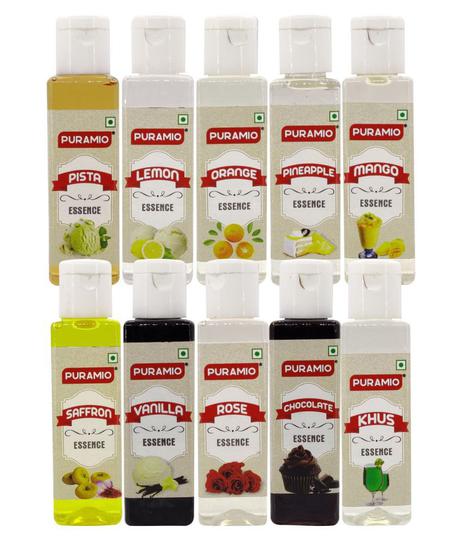 PURAMIO
PISTA
ESSENCE
PURAMIO
LEMON
ESSENCE
PURAMIO
ORANGE
ESSENCE
PURAMIO
PINEAPPLE
ESSENCE
PURAMIO
MANGO
ESSENCE
PURAMIO
SAFFRON
ESSENCE
PURAMIO
VANILLA
ESSENCE
PURAMIO
ROSE
ESSENCE
PURAMIO
CHOCOLATE
ESSENCE
PURAMIO
KHUS
ESSENCE